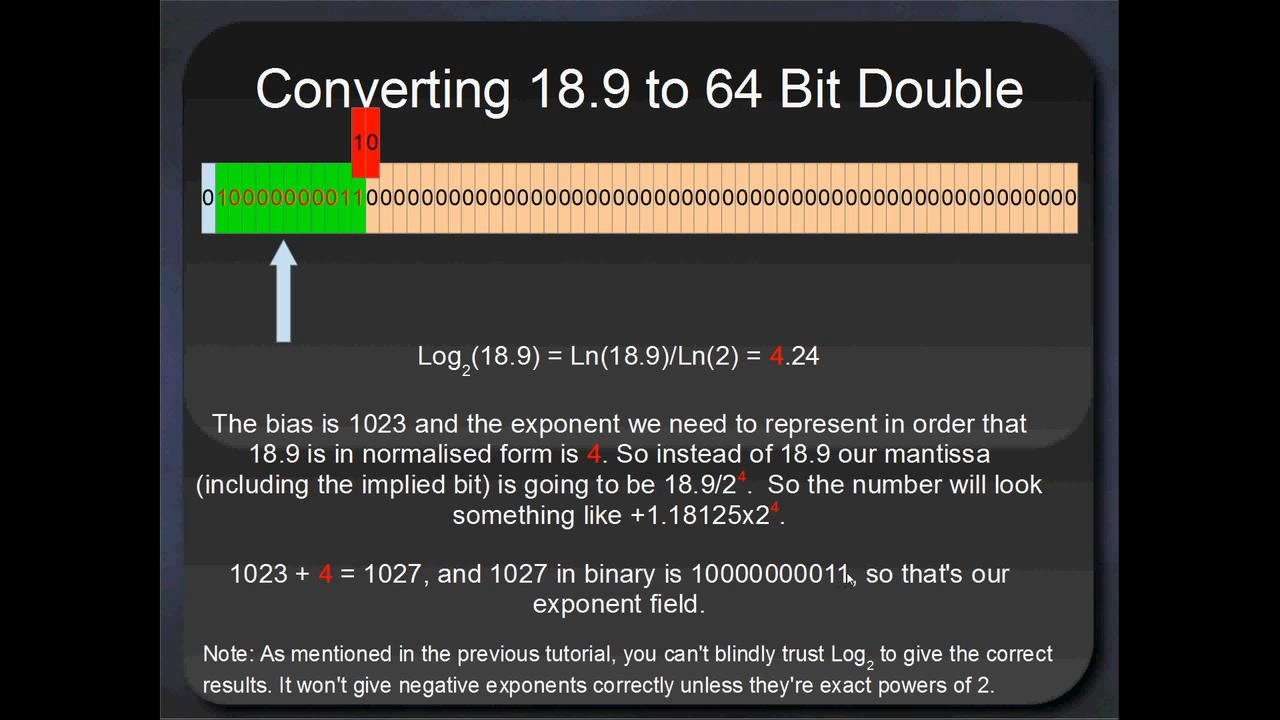 Converting 18.9 to 64 Bit Double
10
0100000000110000000000000000000000000000000000000000000000000000
Log₂(18.9) = Ln(18.9)/Ln(2) = 4.24
The bias is 1023 and the exponent we need to represent in order that
18.9 is in normalised form is 4. So instead of 18.9 our mantissa
(including the implied bit) is going to be 18.9/2⁴. So the number will look
something like +1.18125x2⁴.
1023 + 4 = 1027, and 1027 in binary is 10000000011, so that's our
exponent field.
Note: As mentioned in the previous tutorial, you can't blindly trust Log₂ to give the correct
results. It won't give negative exponents correctly unless they're exact powers of 2.